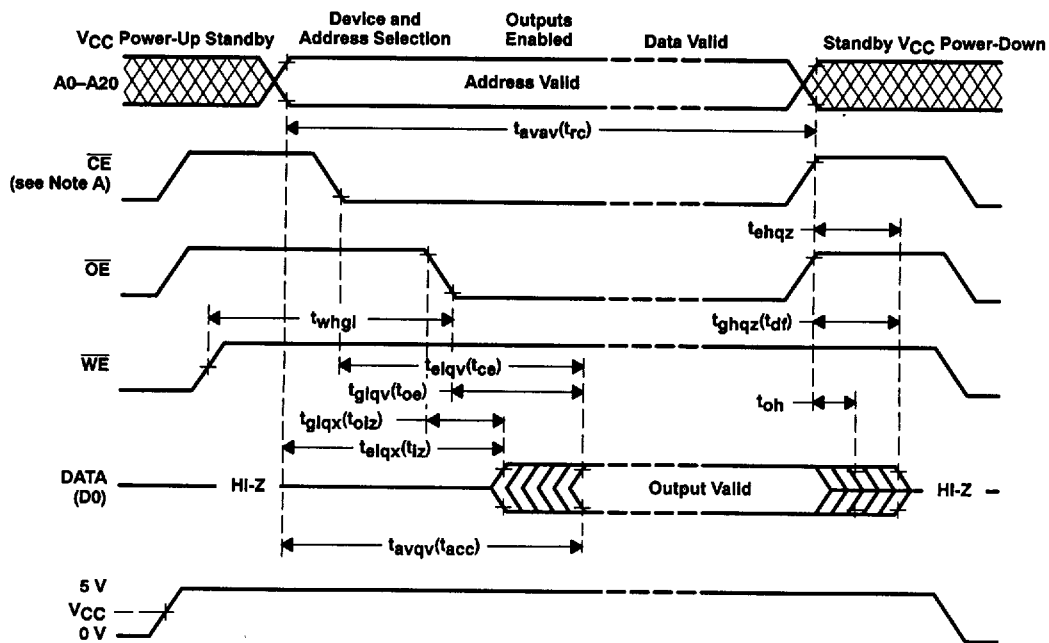 VCC Power-Up Standby
Device and
Address Selection
Outputs
Enabled
Data Valid
Standby VCC Power-Down
A0–A20
Address Valid
tavav(trc)
CE
(see Note A)
tehqz
OE
twhgl
tghqz(tdf)
WE
telqv(tce)
tglqv(toe)
toh
tglqx(tolz)
telqx(tlz)
DATA
(D0)
HI-Z
Output Valid
HI-Z
tavqv(tacc)
5 V
VCC
0 V